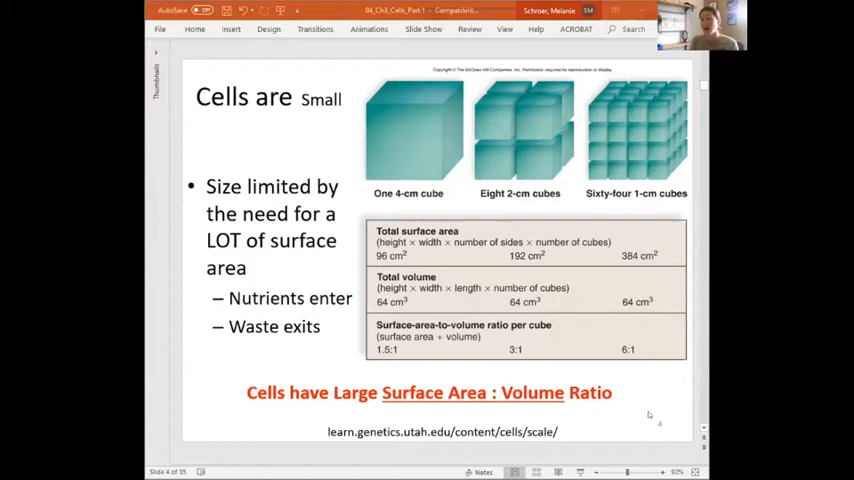 AutoSave Off 04_Ch3_Cells_Part 1 - Compatibilit... Schroer, Melanie SM
File Home Insert Design Transitions Animations Slide Show Review View Help ACROBAT Search
Thumbnails
Copyright © The McGraw-Hill Companies, Inc. Permission required for reproduction or display.
Cells are Small
One 4-cm cube Eight 2-cm cubes Sixty-four 1-cm cubes
• Size limited by
the need for a
LOT of surface
area
– Nutrients enter
– Waste exits
Total surface area
(height × width × number of sides × number of cubes)
96 cm² 192 cm² 384 cm²
Total volume
(height × width × length × number of cubes)
64 cm³ 64 cm³ 64 cm³
Surface-area-to-volume ratio per cube
(surface area ÷ volume)
1.5:1 3:1 6:1
Cells have Large Surface Area : Volume Ratio
learn.genetics.utah.edu/content/cells/scale/
4
Slide 4 of 35 Notes 92%